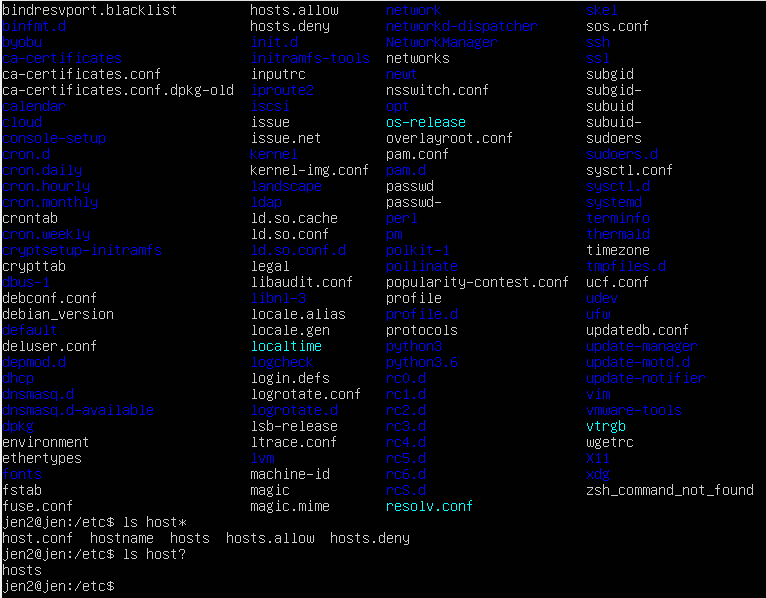 bindresvport.blacklist hosts.allow network skel
binfmt.d hosts.deny networkd-dispatcher sos.conf
byobu init.d NetworkManager ssh
ca-certificates initramfs-tools networks ssl
ca-certificates.conf inputrc newt subgid
ca-certificates.conf.dpkg-old iproute2 nsswitch.conf subgid-
calendar iscsi opt subuid
cloud issue os-release subuid-
console-setup issue.net overlayroot.conf sudoers
cron.d kernel pam.conf sudoers.d
cron.daily kernel-img.conf pam.d sysctl.conf
cron.hourly landscape passwd sysctl.d
cron.monthly ldap passwd- systemd
crontab ld.so.cache perl terminfo
cron.weekly ld.so.conf pm thermald
cryptsetup-initramfs ld.so.conf.d polkit-1 timezone
crypttab legal pollinate tmpfiles.d
dbus-1 libaudit.conf popularity-contest.conf ucf.conf
debconf.conf libnl-3 profile udev
debian_version locale.alias profile.d ufw
default locale.gen protocols updatedb.conf
deluser.conf localtime python3 update-manager
depmod.d logcheck python3.6 update-motd.d
dhcp login.defs rc0.d update-notifier
dnsmasq.d logrotate.conf rc1.d vim
dnsmasq.d-available logrotate.d rc2.d vmware-tools
dpkg lsb-release rc3.d vtrgb
environment ltrace.conf rc4.d wgetrc
ethertypes lvm rc5.d X11
fonts machine-id rc6.d xdg
fstab magic rcS.d zsh_command_not_found
fuse.conf magic.mime resolv.conf
jen2@jen:/etc$ ls host*
host.conf hostname hosts hosts.allow hosts.deny
jen2@jen:/etc$ ls host?
hosts
jen2@jen:/etc$